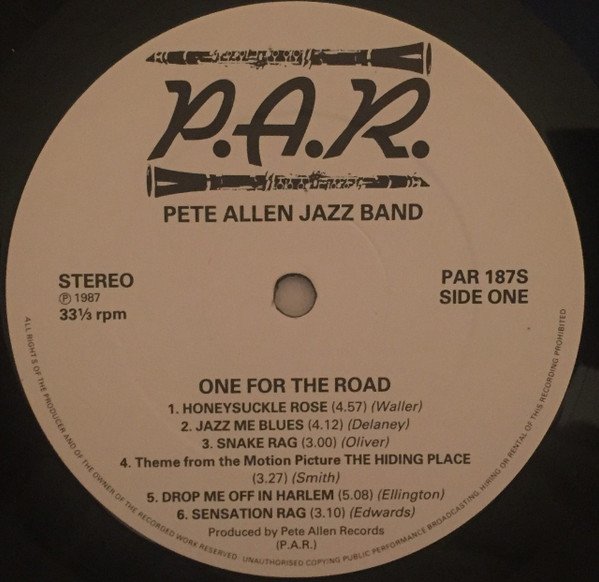 P.A.R.
PETE ALLEN JAZZ BAND
STEREO
Ⓟ 1987
33⅓ rpm
PAR 187S
SIDE ONE
ONE FOR THE ROAD
1. HONEYSUCKLE ROSE (4.57) (Waller)
2. JAZZ ME BLUES (4.12) (Delaney)
3. SNAKE RAG (3.00) (Oliver)
4. Theme from the Motion Picture THE HIDING PLACE
(3.27) (Smith)
5. DROP ME OFF IN HARLEM (5.08) (Ellington)
6. SENSATION RAG (3.10) (Edwards)
Produced by Pete Allen Records
(P.A.R.)
ALL RIGHTS OF THE PRODUCER AND OF THE OWNER OF THE RECORDED WORK RESERVED. UNAUTHORISED COPYING PUBLIC PERFORMANCE BROADCASTING. HIRING OR RENTAL OF THIS RECORDING PROHIBITED